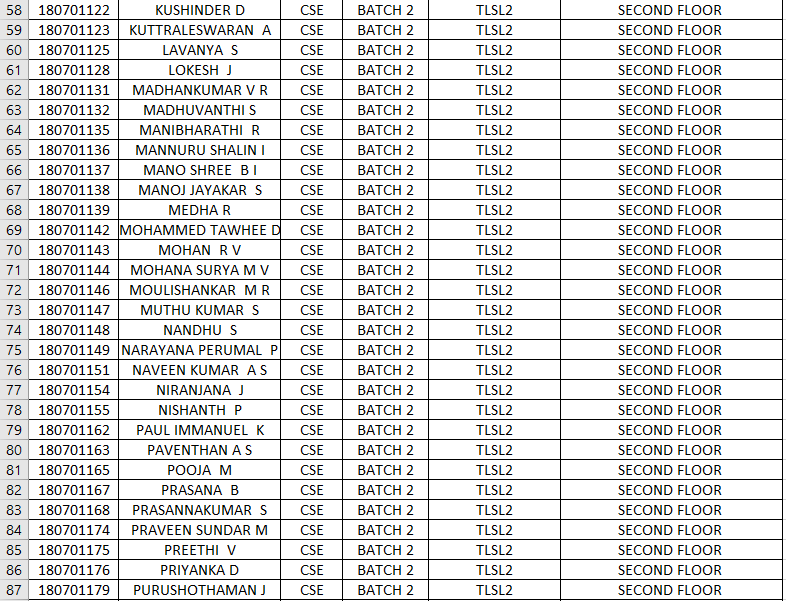 58 180701122 KUSHINDER D CSE BATCH 2 TLSL2 SECOND FLOOR
59 180701123 KUTTRALESWARAN A CSE BATCH 2 TLSL2 SECOND FLOOR
60 180701125 LAVANYA S CSE BATCH 2 TLSL2 SECOND FLOOR
61 180701128 LOKESH J CSE BATCH 2 TLSL2 SECOND FLOOR
62 180701131 MADHANKUMAR V R CSE BATCH 2 TLSL2 SECOND FLOOR
63 180701132 MADHUVANTHI S CSE BATCH 2 TLSL2 SECOND FLOOR
64 180701135 MANIBHARATHI R CSE BATCH 2 TLSL2 SECOND FLOOR
65 180701136 MANNURU SHALIN I CSE BATCH 2 TLSL2 SECOND FLOOR
66 180701137 MANO SHREE B I CSE BATCH 2 TLSL2 SECOND FLOOR
67 180701138 MANOJ JAYAKAR S CSE BATCH 2 TLSL2 SECOND FLOOR
68 180701139 MEDHA R CSE BATCH 2 TLSL2 SECOND FLOOR
69 180701142 MOHAMMED TAWHEE D CSE BATCH 2 TLSL2 SECOND FLOOR
70 180701143 MOHAN R V CSE BATCH 2 TLSL2 SECOND FLOOR
71 180701144 MOHANA SURYA M V CSE BATCH 2 TLSL2 SECOND FLOOR
72 180701146 MOULISHANKAR M R CSE BATCH 2 TLSL2 SECOND FLOOR
73 180701147 MUTHU KUMAR S CSE BATCH 2 TLSL2 SECOND FLOOR
74 180701148 NANDHU S CSE BATCH 2 TLSL2 SECOND FLOOR
75 180701149 NARAYANA PERUMAL P CSE BATCH 2 TLSL2 SECOND FLOOR
76 180701151 NAVEEN KUMAR A S CSE BATCH 2 TLSL2 SECOND FLOOR
77 180701154 NIRANJANA J CSE BATCH 2 TLSL2 SECOND FLOOR
78 180701155 NISHANTH P CSE BATCH 2 TLSL2 SECOND FLOOR
79 180701162 PAUL IMMANUEL K CSE BATCH 2 TLSL2 SECOND FLOOR
80 180701163 PAVENTHAN A S CSE BATCH 2 TLSL2 SECOND FLOOR
81 180701165 POOJA M CSE BATCH 2 TLSL2 SECOND FLOOR
82 180701167 PRASANA B CSE BATCH 2 TLSL2 SECOND FLOOR
83 180701168 PRASANNAKUMAR S CSE BATCH 2 TLSL2 SECOND FLOOR
84 180701174 PRAVEEN SUNDAR M CSE BATCH 2 TLSL2 SECOND FLOOR
85 180701175 PREETHI V CSE BATCH 2 TLSL2 SECOND FLOOR
86 180701176 PRIYANKA D CSE BATCH 2 TLSL2 SECOND FLOOR
87 180701179 PURUSHOTHAMAN J CSE BATCH 2 TLSL2 SECOND FLOOR